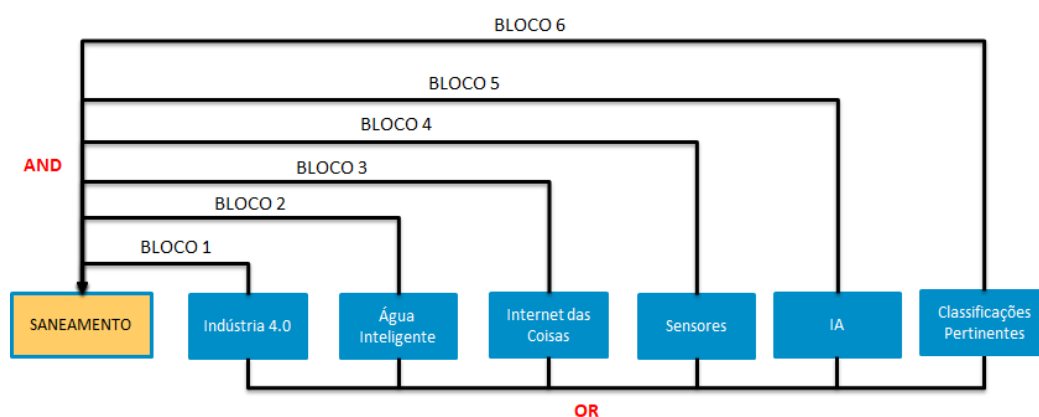 BLOCO 6
BLOCO 5
BLOCO 4
AND
BLOCO 3
BLOCO 2
BLOCO 1
SANEAMENTO
Indústria 4.0
Água
Inteligente
Internet das
Coisas
Sensores
IA
Classificações
Pertinentes
OR